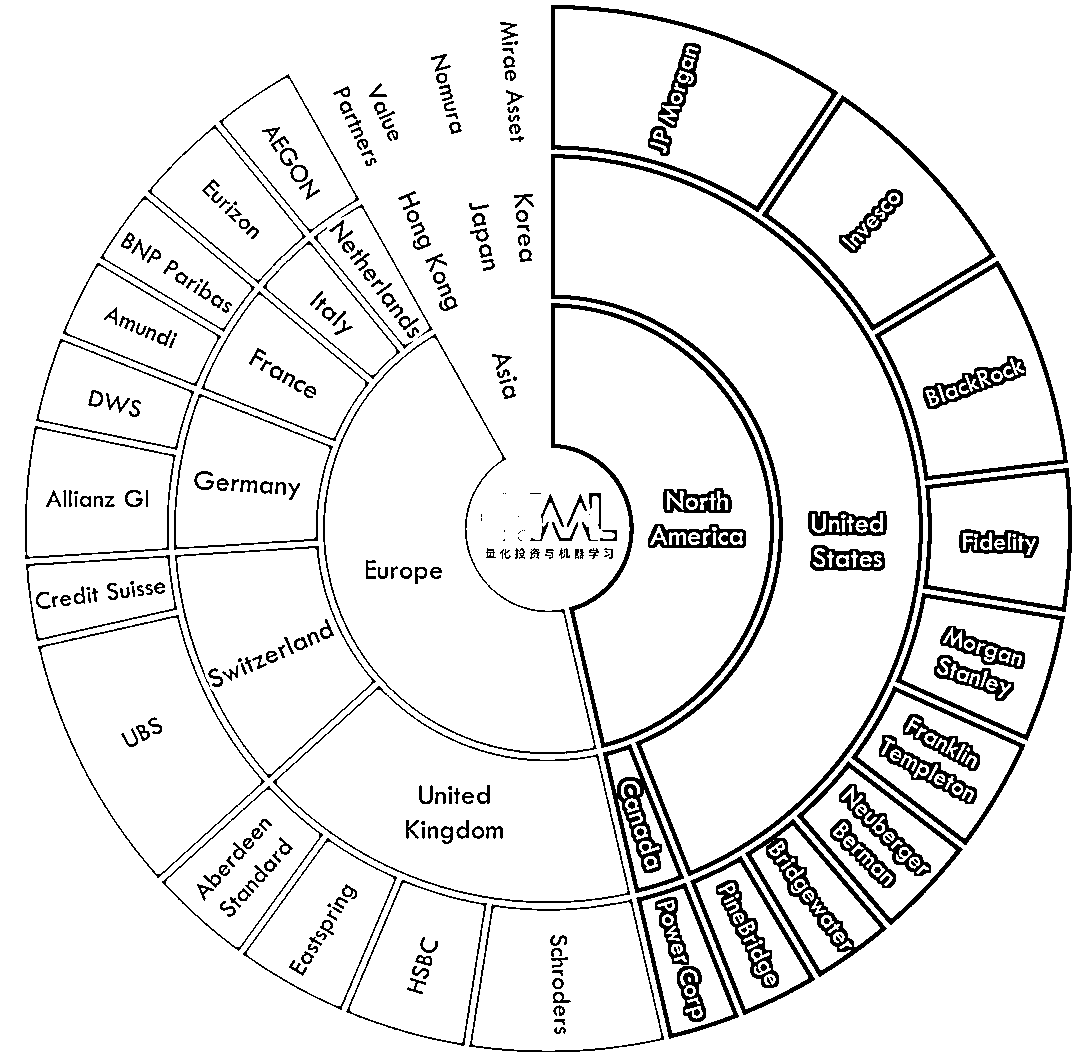 Mirae Asset
Nomura
Value
Partners
Korea
Japan
Hong Kong
Asia
JP Morgan
Invesco
BlackRock
Fidelity
Morgan
Stanley
Franklin
Templeton
Neuberger
Berman
Bridgewater
PineBridge
Power Corp
United
States
Canada
North
America
AEGON
Eurizon
BNP Paribas
Amundi
DWS
Allianz GI
Credit Suisse
UBS
Aberdeen
Standard
Eastspring
HSBC
Schroders
Netherlands
Italy
France
Germany
Switzerland
United
Kingdom
Europe
量化投资与机器学习